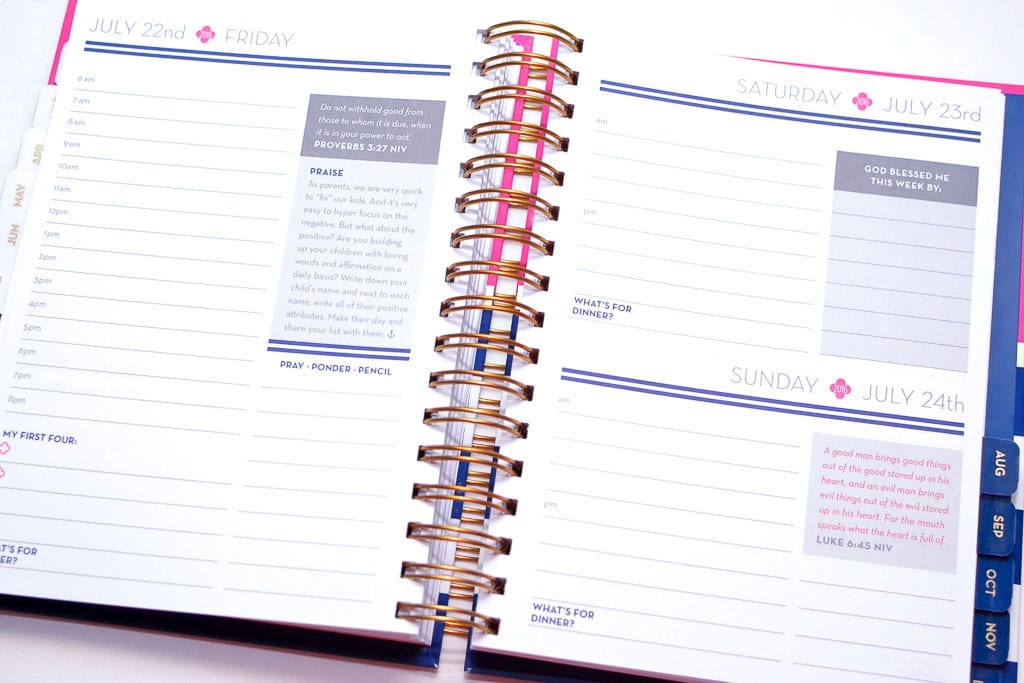 JULY 22nd 2016 FRIDAY
6am
7am
8am
9am
10am
11am
12pm
1pm
2pm
3pm
4pm
5pm
6pm
7pm
8pm
MY FIRST FOUR:
AT'S FOR
ER?
Do not withhold good from
those to whom it is due, when
it is in your power to act.
PROVERBS 3:27 NIV
PRAISE
As parents, we are very quick
to "fix" our kids. And it's very
easy to hyper focus on the
negative. But what about the
positive? Are you building
up your children with loving
words and affirmation on a
daily basis? Write down your
child's name and next to each
name, write all of their positive
attributes. Make their day and
share your list with them.
PRAY · PONDER · PENCIL
APR
MAY
JUN
SATURDAY 2016 JULY 23rd
am
pm
WHAT'S FOR
DINNER?
GOD BLESSED ME
THIS WEEK BY:
SUNDAY 2016 JULY 24th
am
pm
WHAT'S FOR
DINNER?
A good man brings good things
out of the good stored up in his
heart, and an evil man brings
evil things out of the evil stored
up in his heart. For the mouth
speaks what the heart is full of.
LUKE 6:45 NIV
AUG
SEP
OCT
NOV